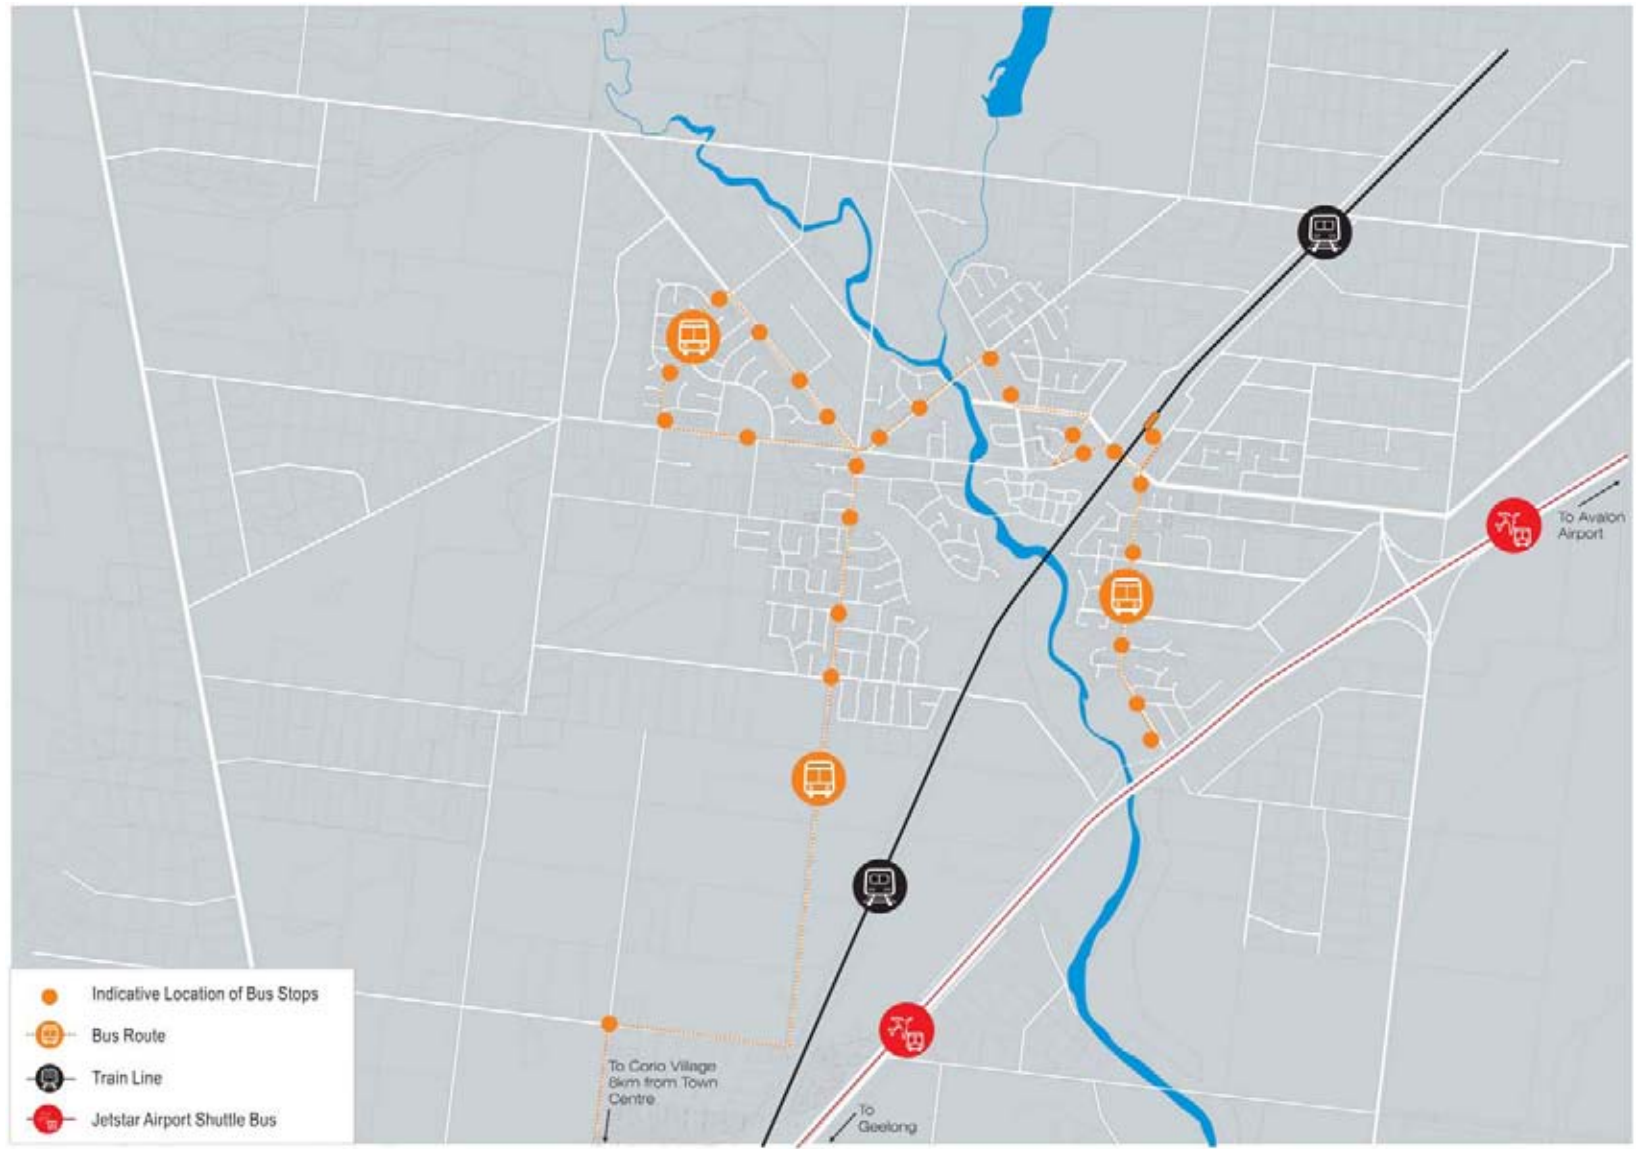 To Avalon
Airport
Indicative Location of Bus Stops
Bus Route
Train Line
Jetstar Airport Shuttle Bus
To Corio Village
8km from Town
Centre
To
Geelong